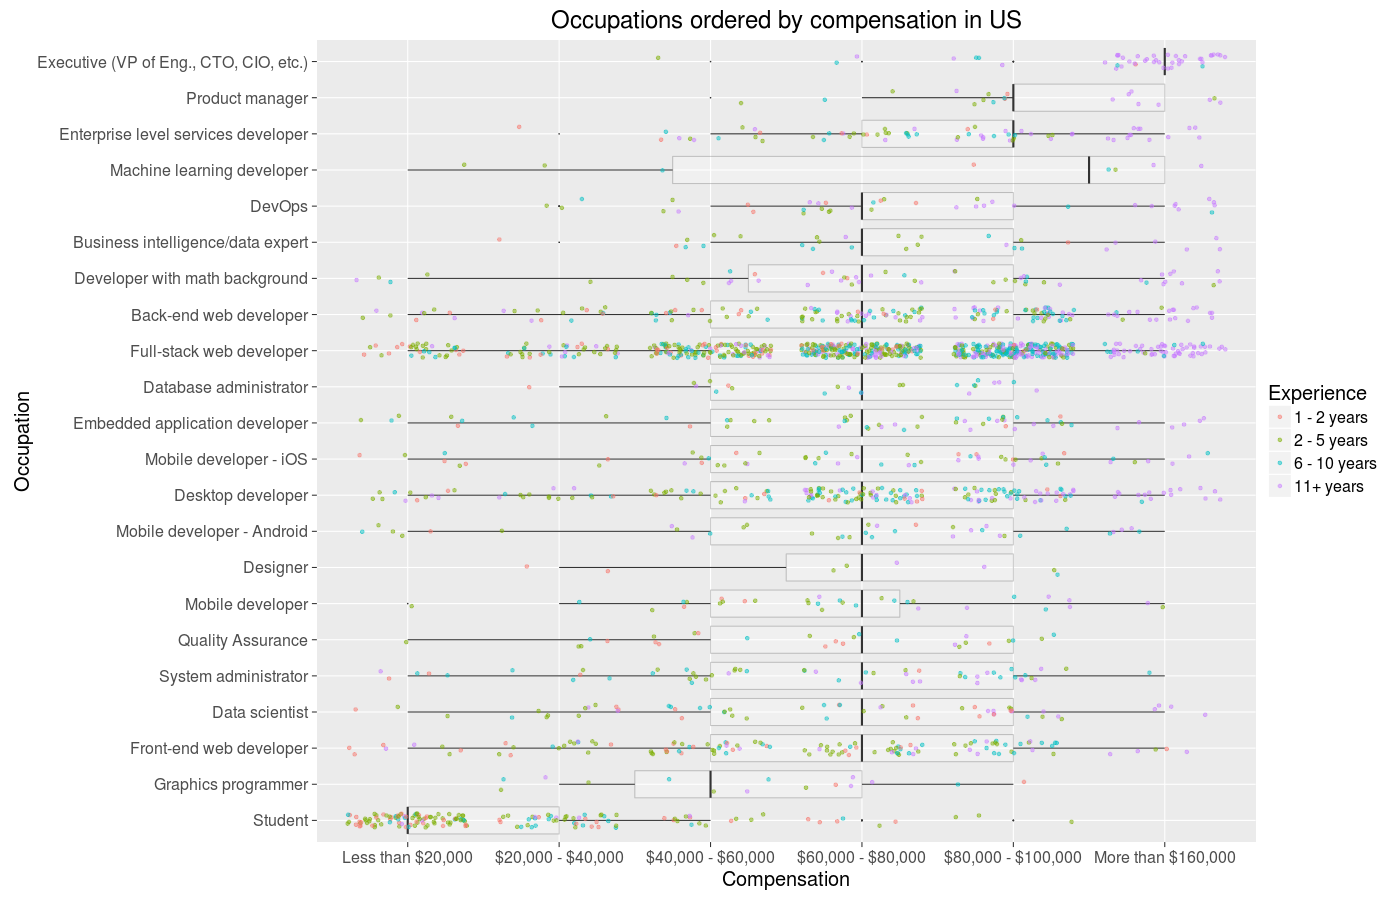 Occupations ordered by compensation in US
Occupation
Executive (VP of Eng., CTO, CIO, etc.)
Product manager
Enterprise level services developer
Machine learning developer
DevOps
Business intelligence/data expert
Developer with math background
Back-end web developer
Full-stack web developer
Database administrator
Embedded application developer
Mobile developer - iOS
Desktop developer
Mobile developer - Android
Designer
Mobile developer
Quality Assurance
System administrator
Data scientist
Front-end web developer
Graphics programmer
Student
Less than $20,000
$20,000 - $40,000
$40,000 - $60,000
$60,000 - $80,000
$80,000 - $100,000
More than $160,000
Compensation
Experience
1 - 2 years
2 - 5 years
6 - 10 years
11+ years